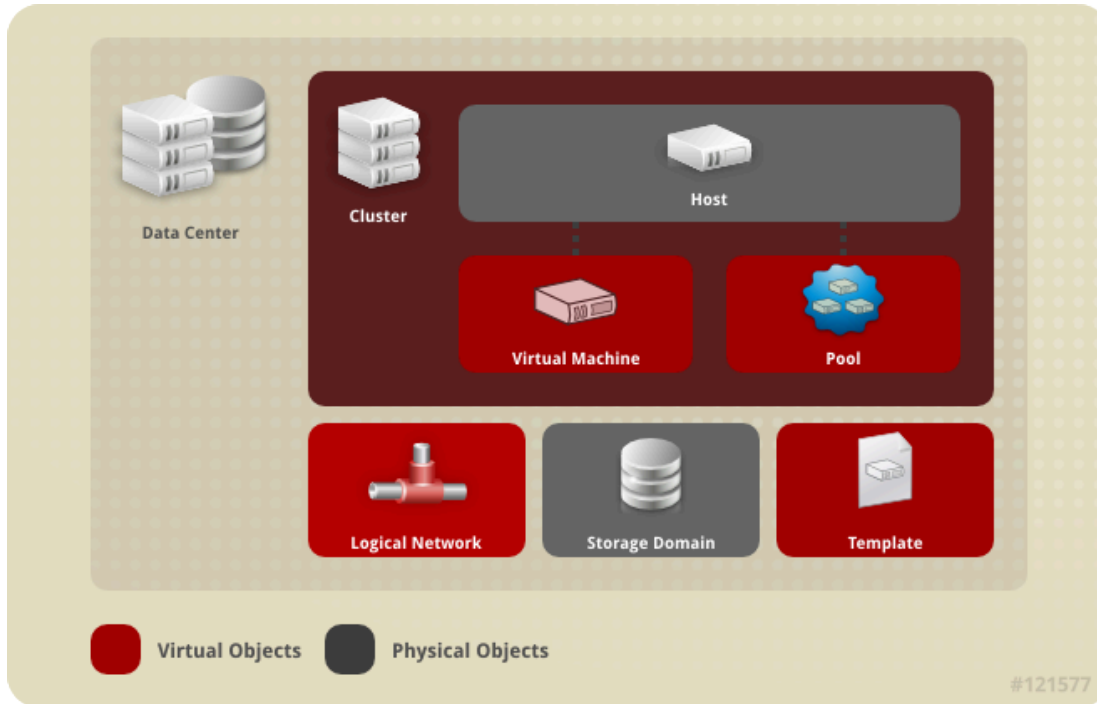 Data Center
Cluster
Host
Virtual Machine
Pool
Logical Network
Storage Domain
Template
Virtual Objects
Physical Objects
#121577